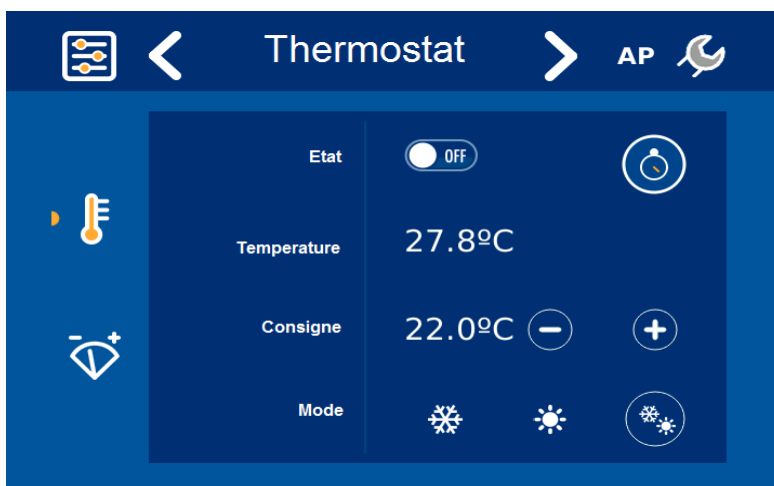 Thermostat
AP
Etat
OFF
Temperature
27.8ºC
Consigne
22.0ºC
Mode